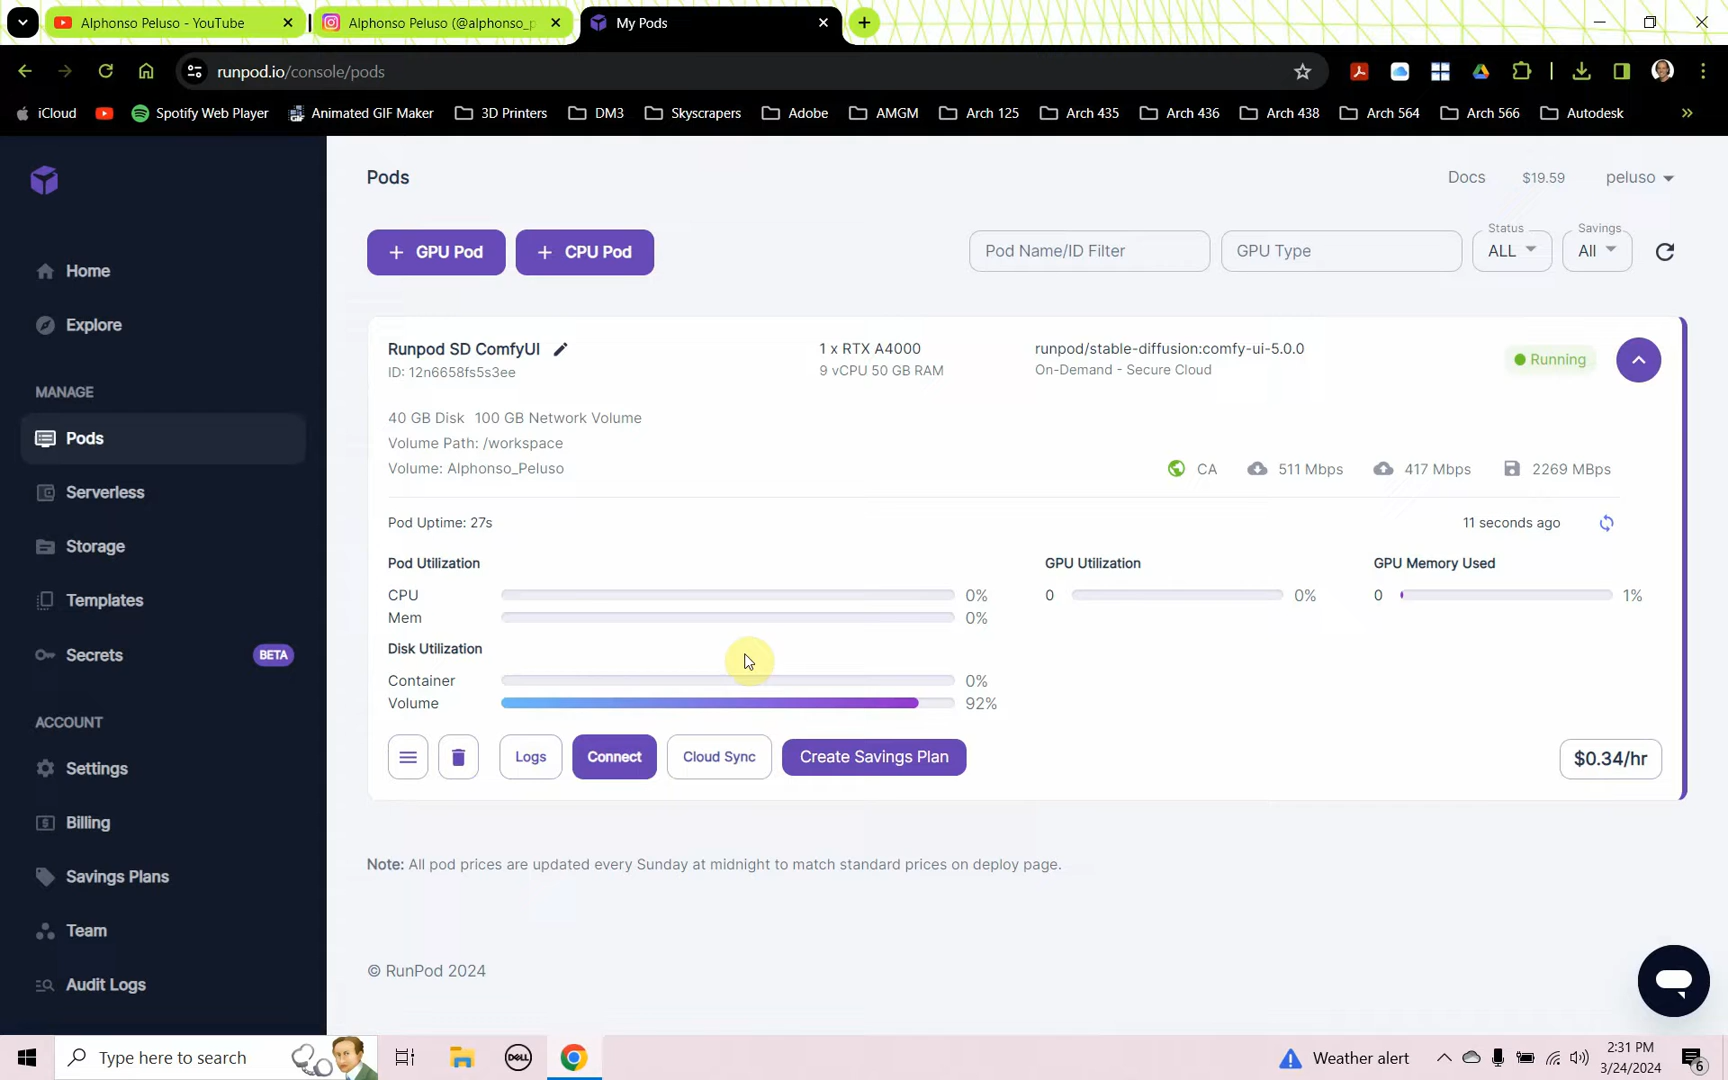 Alphonso Peluso - YouTube
Alphonso Peluso (@alphonso_p
My Pods
runpod.io/console/pods
iCloud
Spotify Web Player
Animated GIF Maker
3D Printers
DM3
Skyscrapers
Adobe
AMGM
Arch 125
Arch 435
Arch 436
Arch 438
Arch 564
Arch 566
Autodesk
»
Pods
Docs
$19.59
peluso
+ GPU Pod
+ CPU Pod
Pod Name/ID Filter
GPU Type
Status
ALL
Savings
All
Home
Explore
MANAGE
Pods
Serverless
Storage
Templates
Secrets
BETA
ACCOUNT
Settings
Billing
Savings Plans
Team
Audit Logs
Runpod SD ComfyUI
ID: 12n6658fs5s3ee
1 x RTX A4000
9 vCPU 50 GB RAM
runpod/stable-diffusion:comfy-ui-5.0.0
On-Demand - Secure Cloud
Running
40 GB Disk 100 GB Network Volume
Volume Path: /workspace
Volume: Alphonso_Peluso
CA
511 Mbps
417 Mbps
2269 MBps
Pod Uptime: 27s
11 seconds ago
Pod Utilization
CPU
0%
Mem
0%
GPU Utilization
0
0%
GPU Memory Used
0
1%
Disk Utilization
Container
0%
Volume
92%
Logs
Connect
Cloud Sync
Create Savings Plan
$0.34/hr
Note: All pod prices are updated every Sunday at midnight to match standard prices on deploy page.
© RunPod 2024
Type here to search
DELL
Weather alert
2:31 PM
3/24/2024
6